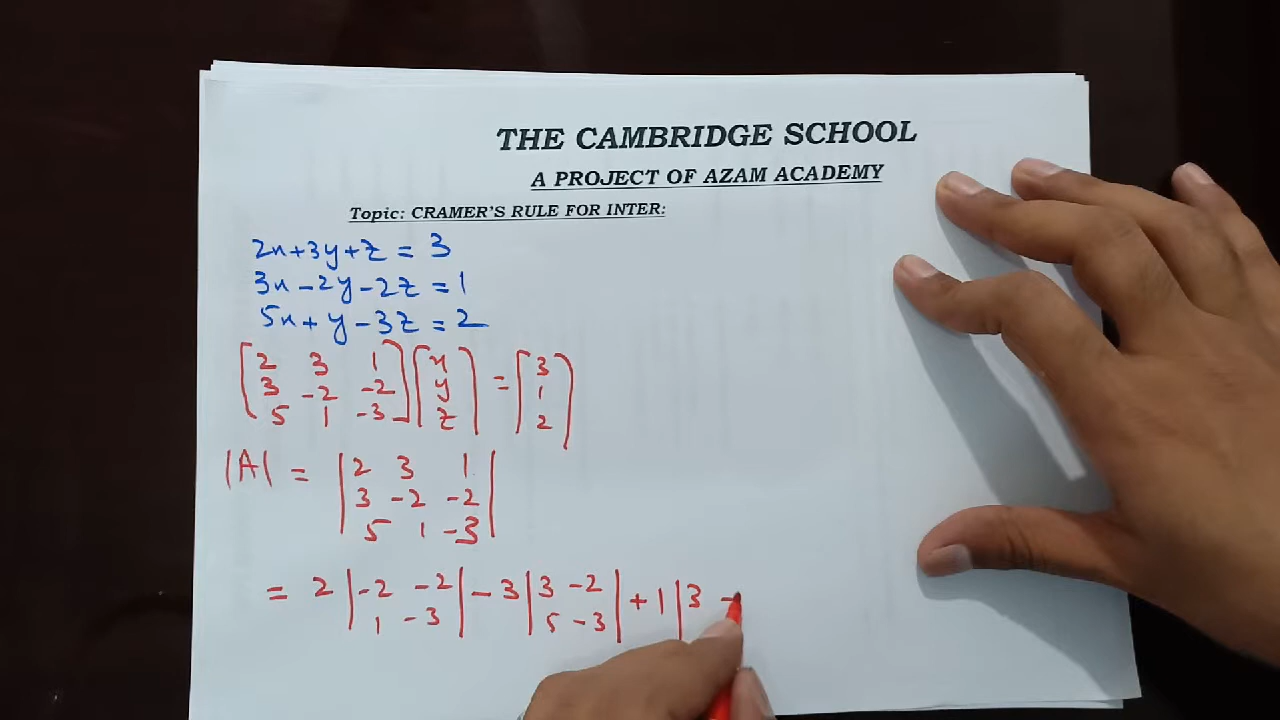 THE CAMBRIDGE SCHOOL
A PROJECT OF AZAM ACADEMY
Topic: CRAMER'S RULE FOR INTER:
2x+3y+z = 3
3x-2y-2z = 1
5x+y-3z = 2
[2 3 1] [x] = [3]
[3 -2 -2] [y] [1]
[5 1 -3] [z] [2]
|A| = |2 3 1|
|3 -2 -2|
|5 1 -3|
= 2 |-2 -2| - 3 |3 -2| + 1 |3 -
|1 -3| |5 -3| |